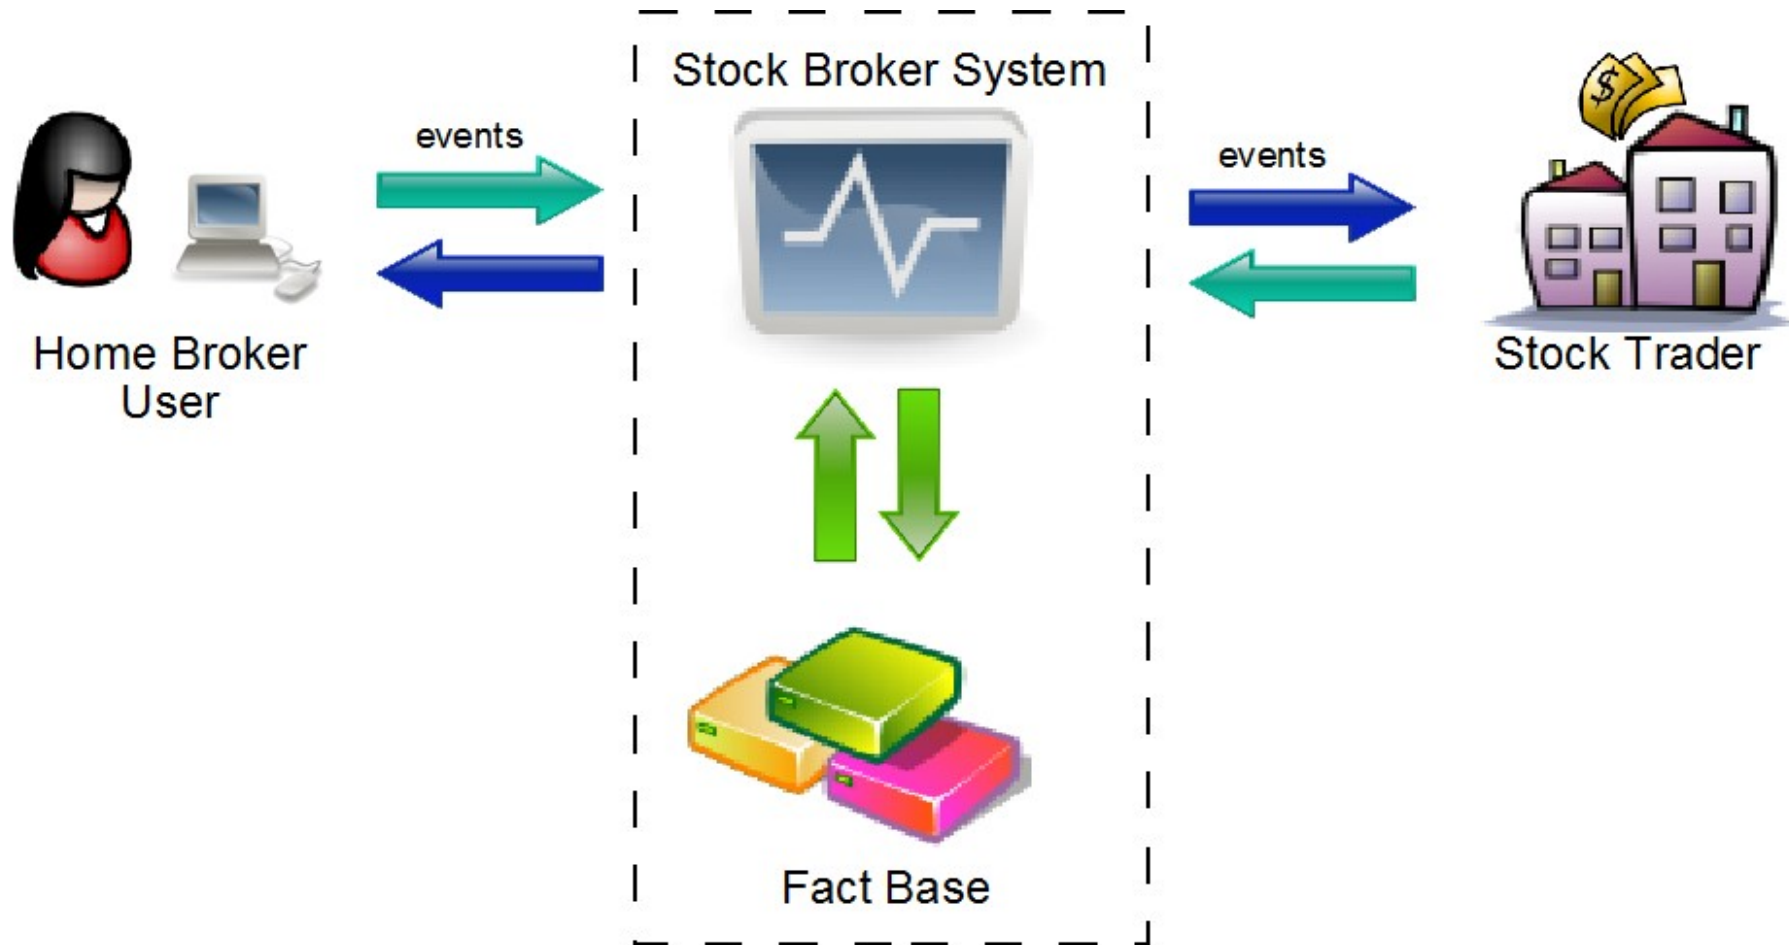 Stock Broker System
events
events
Home Broker
User
Stock Trader
Fact Base
$